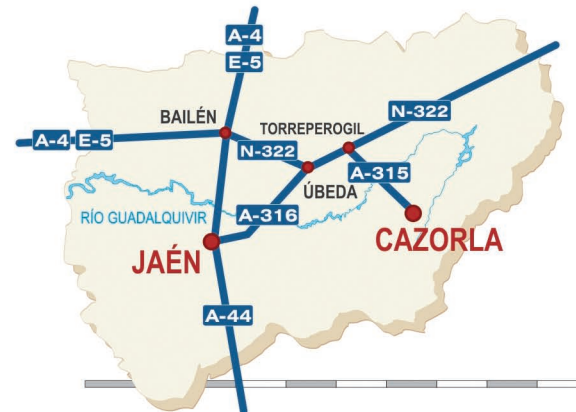 A-4
E-5
BAILÉN
TORREPEROGIL
N-322
A-4 E-5
N-322
A-315
ÚBEDA
RÍO GUADALQUIVIR
A-316
CAZORLA
JAÉN
A-44